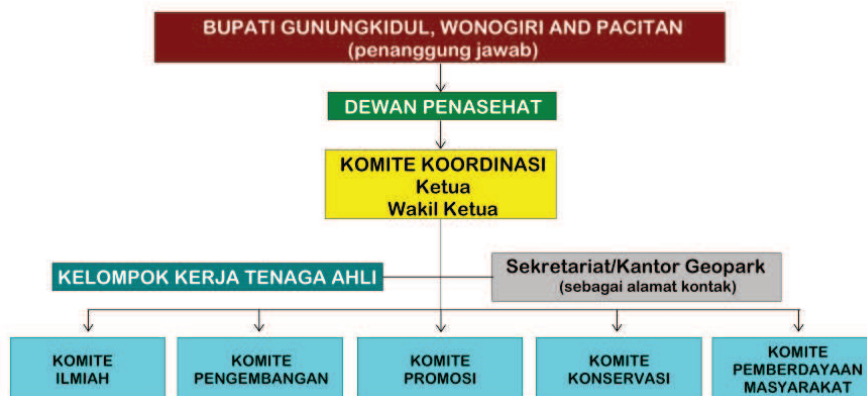 BUPATI GUNUNGKIDUL, WONOGIRI AND PACITAN
(penanggung jawab)
DEWAN PENASEHAT
KOMITE KOORDINASI
Ketua
Wakil Ketua
KELOMPOK KERJA TENAGA AHLI
Sekretariat/Kantor Geopark
(sebagai alamat kontak)
KOMITE
ILMIAH
KOMITE
PENGEMBANGAN
KOMITE
PROMOSI
KOMITE
KONSERVASI
KOMITE
PEMBERDAYAAN
MASYARAKAT